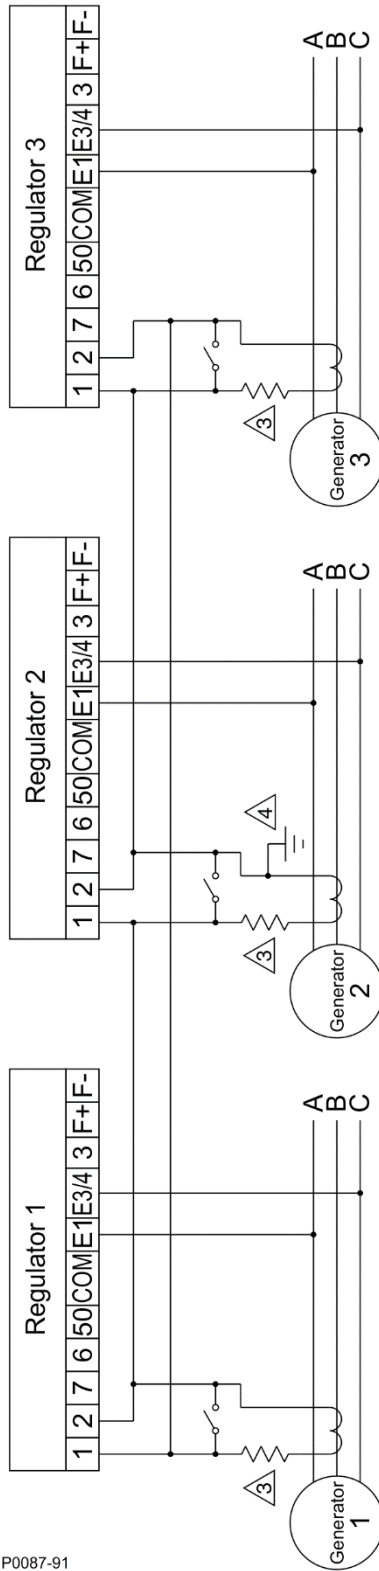 Regulator 1
1 2 7 6 50 COM E1 E3/4 3 F+ F-
3
Generator
1
A
B
C
Regulator 2
1 2 7 6 50 COM E1 E3/4 3 F+ F-
3
4
Generator
2
A
B
C
Regulator 3
1 2 7 6 50 COM E1 E3/4 3 F+ F-
3
Generator
3
A
B
C
P0087-91